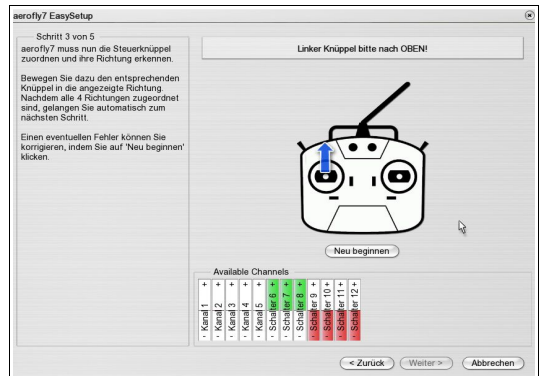 aerofly7 EasySetup
Schritt 3 von 5
aerofly7 muss nun die Steuerknüppel
zuordnen und ihre Richtung erkennen.
Bewegen Sie dazu den entsprechenden
Knüppel in die angezeigte Richtung.
Nachdem alle 4 Richtungen zugeordnet
sind, gelangen Sie automatisch zum
nächsten Schritt.
Einen eventuellen Fehler können Sie
korrigieren, indem Sie auf 'Neu beginnen'
klicken.
Linker Knüppel bitte nach OBEN!
Neu beginnen
Available Channels
- Kanal 1 +
- Kanal 2 +
- Kanal 3 +
- Kanal 4 +
- Kanal 5 +
- Schalter 6 +
- Schalter 7 +
- Schalter 8 +
- Schalter 9 +
- Schalter 10 +
- Schalter 11 +
- Schalter 12 +
< Zurück
Weiter >
Abbrechen